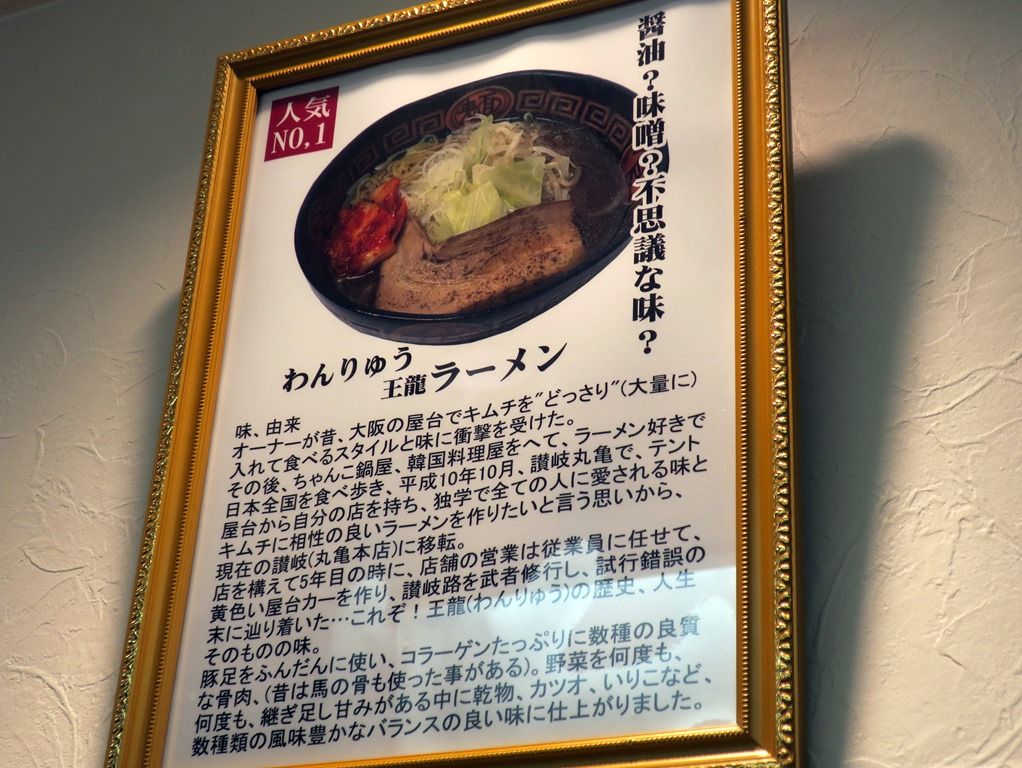 醤油？味噌？不思議な味？
人気
NO,1
わんりゅう
王龍ラーメン
味、由来
オーナーが昔、大阪の屋台でキムチを"どっさり"(大量に)
入れて食べるスタイルと味に衝撃を受けた。
その後、ちゃんこ鍋屋、韓国料理屋をへて、ラーメン好きで
日本全国を食べ歩き、平成10年10月、讃岐丸亀で、テント
屋台から自分の店を持ち、独学で全ての人に愛される味と
キムチに相性の良いラーメンを作りたいと言う思いから、
現在の讃岐(丸亀本店)に移転。
店を構えて5年目の時に、店舗の営業は従業員に任せて、
黄色い屋台カーを作り、讃岐路を武者修行し、試行錯誤の
末に辿り着いた…これぞ！王龍(わんりゅう)の歴史、人生
そのものの味。
豚足をふんだんに使い、コラーゲンたっぷりに数種の良質
な骨肉、(昔は馬の骨も使った事がある)。野菜を何度も、
何度も、継ぎ足し甘みがある中に乾物、カツオ、いりこなど、
数種類の風味豊かなバランスの良い味に仕上がりました。